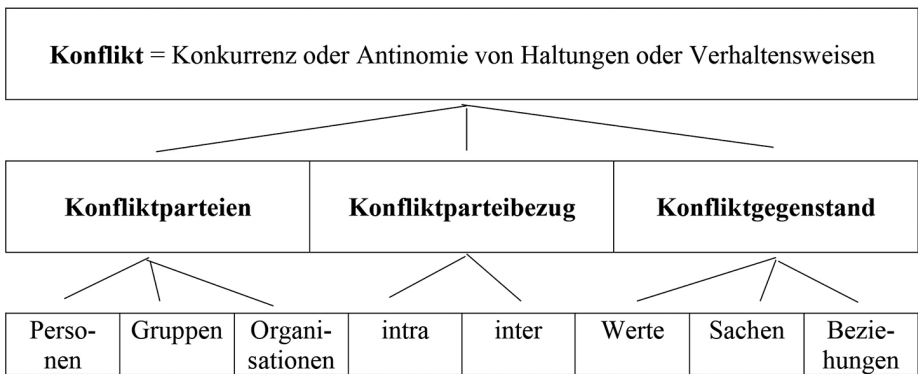 Konflikt = Konkurrenz oder Antinomie von Haltungen oder Verhaltensweisen
Konfliktparteien Konfliktparteibezug Konfliktgegenstand
Perso- Gruppen Organi- intra inter Werte Sachen Bezie-
nen sationen hungen